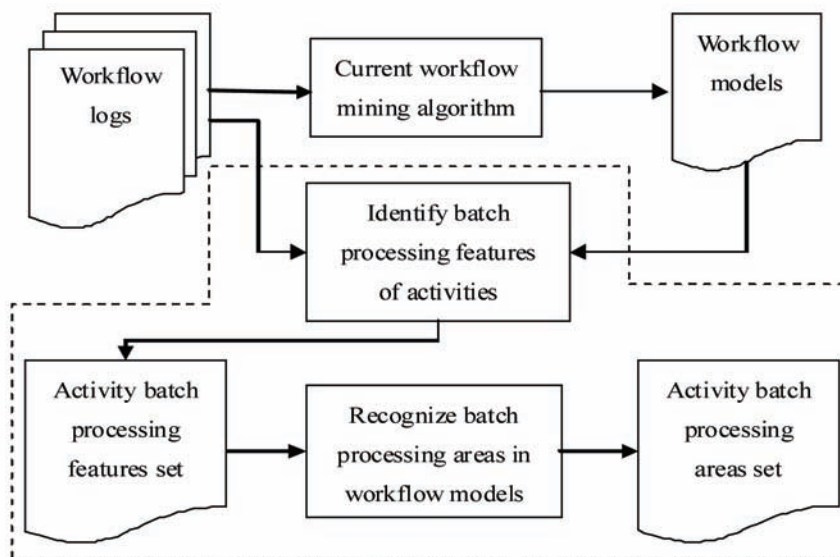 Workflow
logs
Current workflow
mining algorithm
Workflow
models
Identify batch
processing features
of activities
Activity batch
processing
features set
Recognize batch
processing areas in
workflow models
Activity batch
processing
areas set